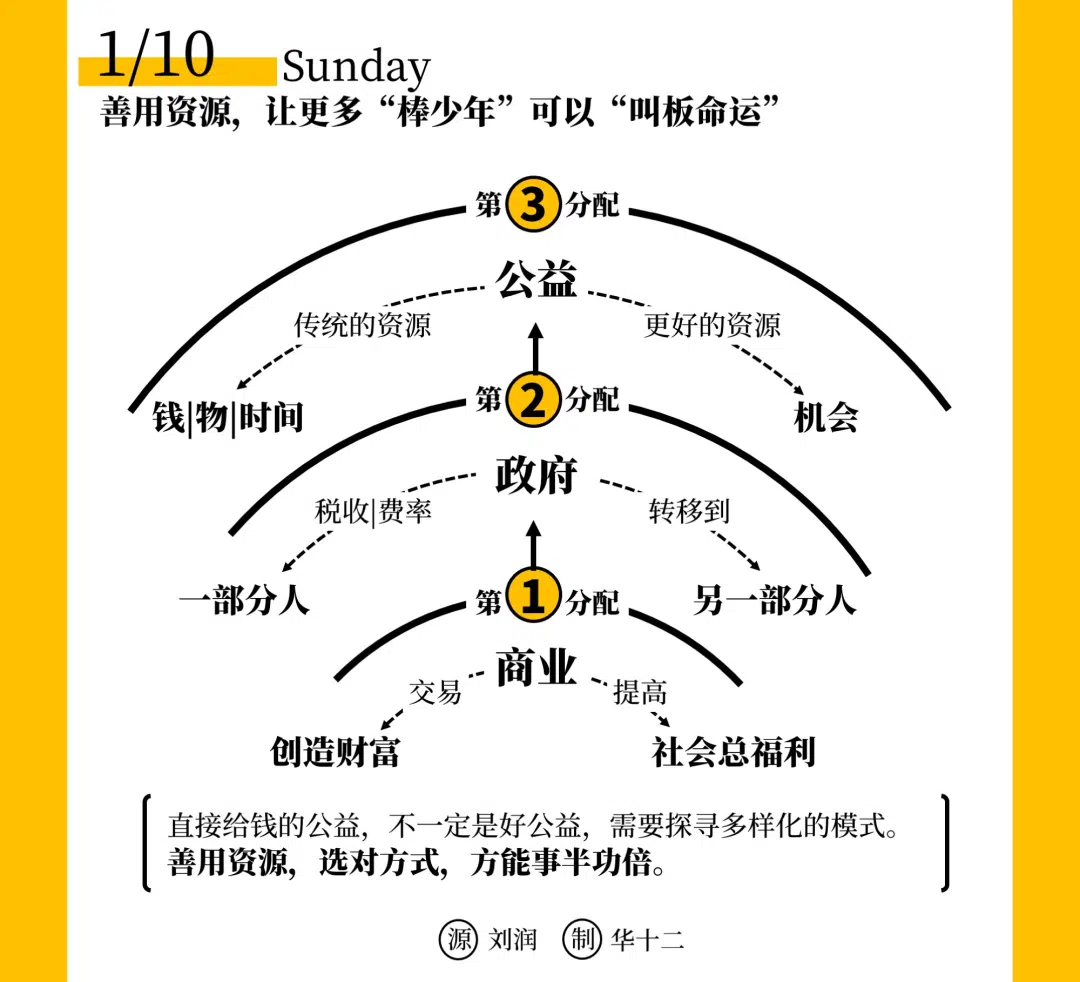 1/10 Sunday
善用资源，让更多“棒少年”可以“叫板命运”
第3分配
公益
传统的资源 更好的资源
钱|物|时间 机会
第2分配
政府
税收|费率 转移到
一部分人 另一部分人
第1分配
商业
交易 提高
创造财富 社会总福利
直接给钱的公益，不一定是好公益，需要探寻多样化的模式。
善用资源，选对方式，方能事半功倍。
源 刘润 制 华十二